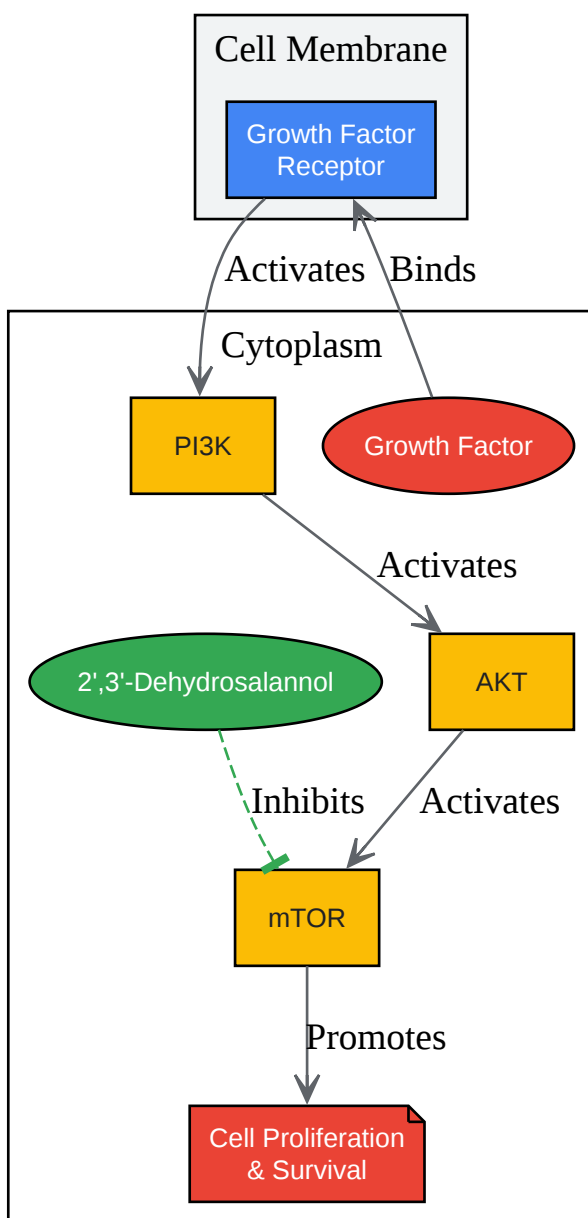 Cell Membrane
Growth Factor
Receptor
Activates
Binds
Cytoplasm
PI3K
Growth Factor
Activates
2',3'-Dehydrosalannol
AKT
Inhibits
Activates
mTOR
Promotes
Cell Proliferation
& Survival